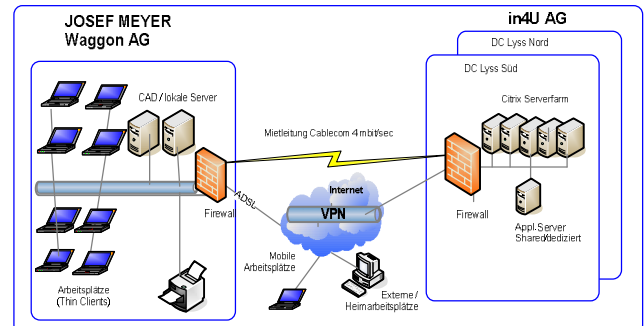 JOSEF MEYER
Waggon AG
in4U AG
DC Lyss Nord
DC Lyss Süd
CAD / lokale Server
Citrix Serverfarm
Mietleitung Cablecom 4 mbit/sec
Internet
ADSL
VPN
Firewall
Firewall
Appl. Server
Shared/dediziert
Mobile
Arbeitsplätze
Arbeitsplätze
(Thin Clients)
Externe /
Heimarbeitsplätze